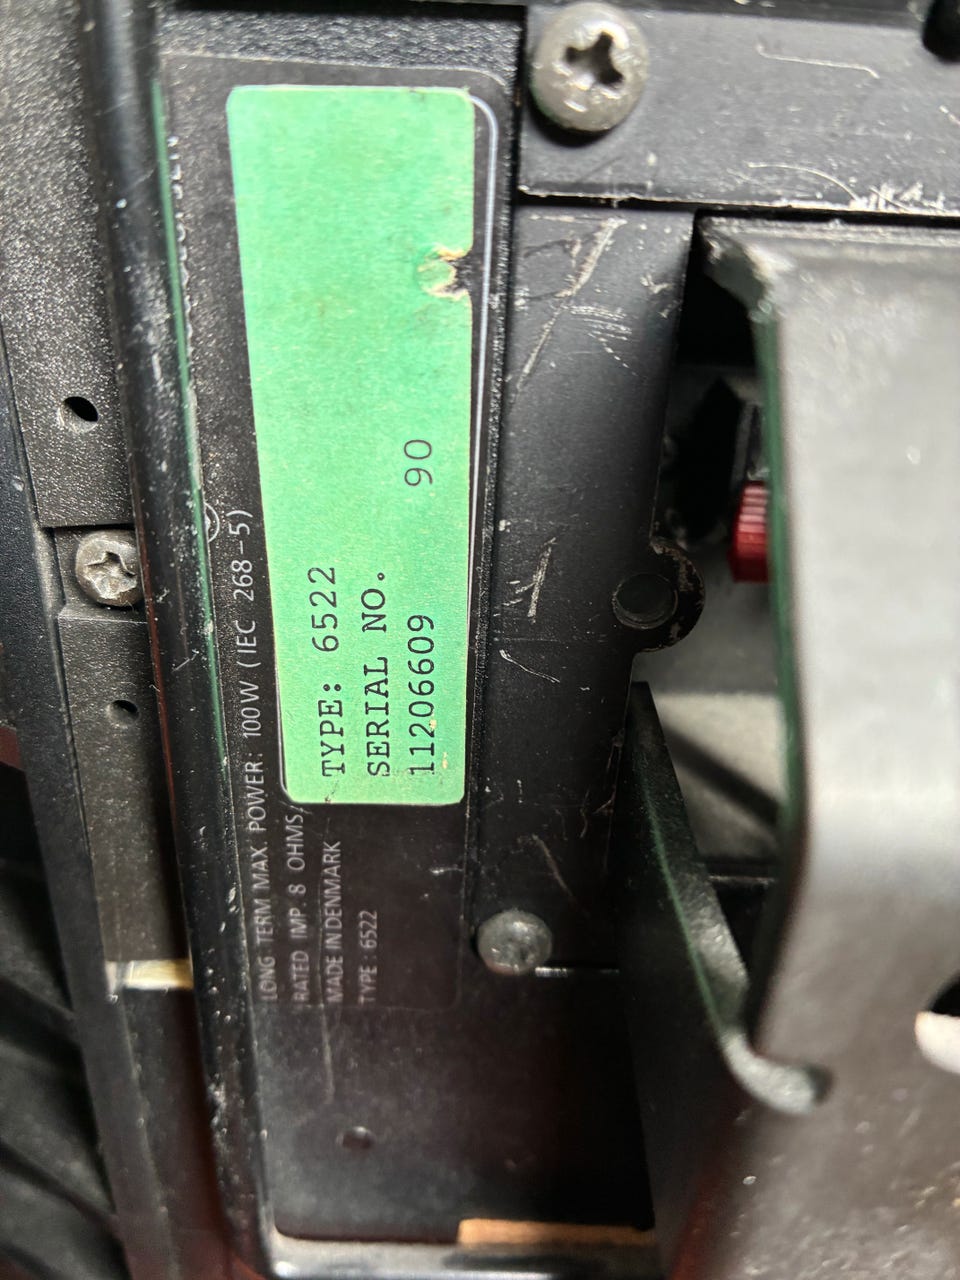 LONG TERM MAX POWER: 100W (IEC 268-5)
RATED IMP. 8 OHMS
MADE IN DENMARK
TYPE: 6522
TYPE: 6522
SERIAL NO.
11206609 90